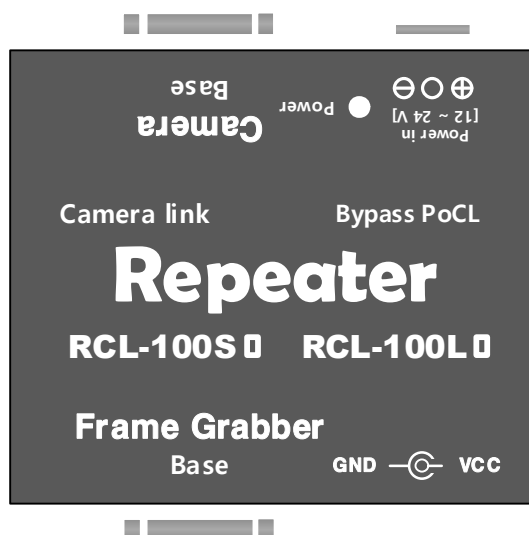 Base
Camera
Power
Power in
[12 ~ 24 V]
Camera link
Bypass PoCL
Repeater
RCL-100S
RCL-100L
Frame Grabber
Base
GND
VCC